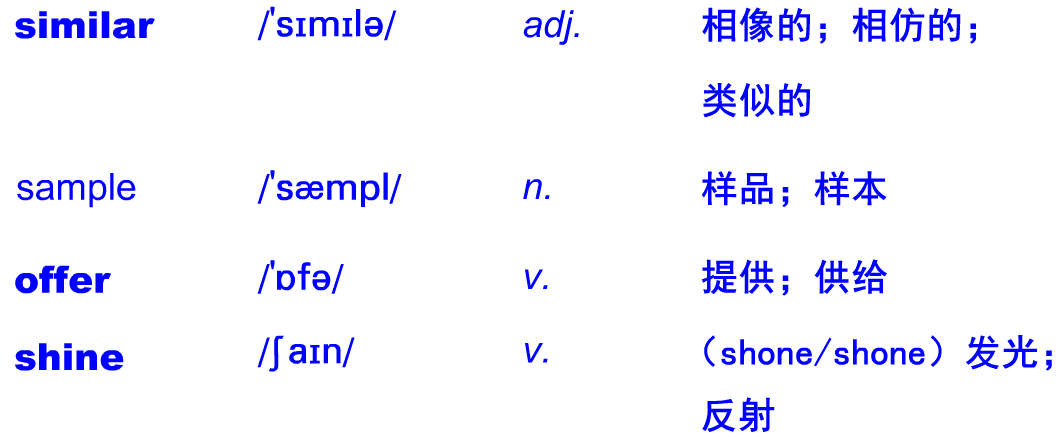 similar /ˈsɪmɪlə/ adj. 相像的；相仿的；
类似的
sample /ˈsæmpl/ n. 样品；样本
offer /ˈɒfə/ v. 提供；供给
shine /ʃaɪn/ v. （shone/shone）发光；
反射